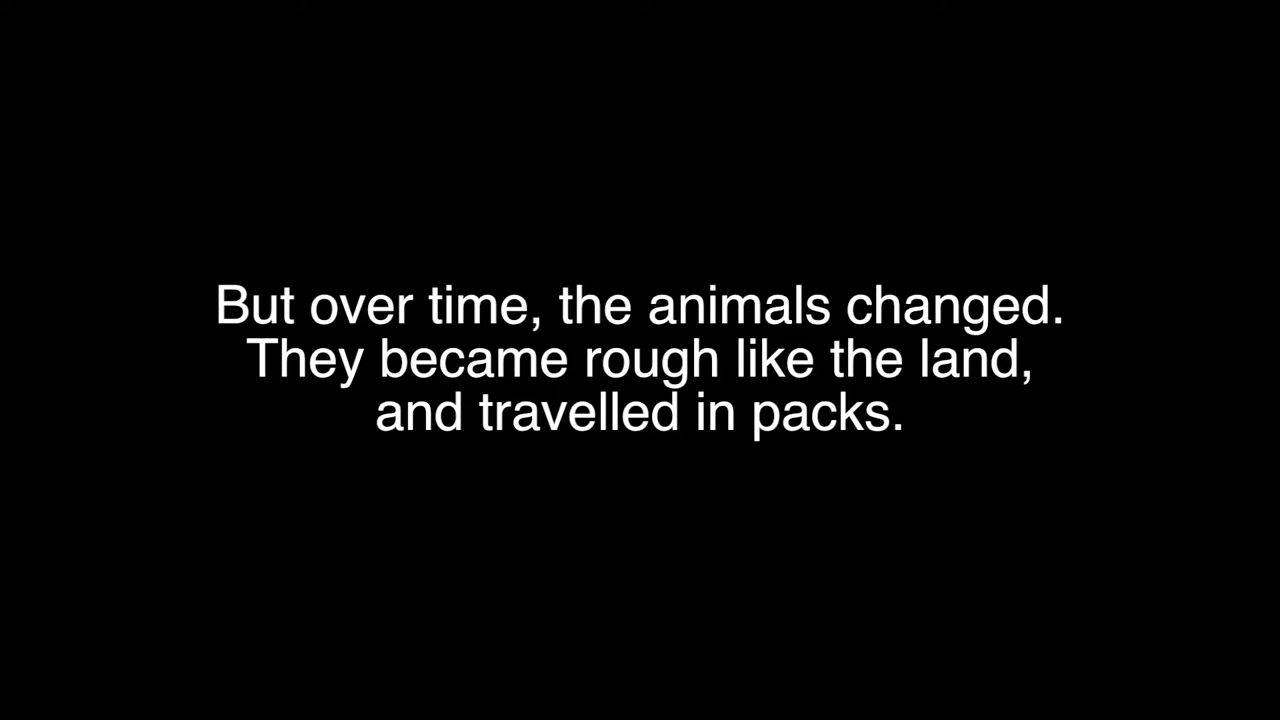 But over time, the animals changed.
They became rough like the land,
and travelled in packs.